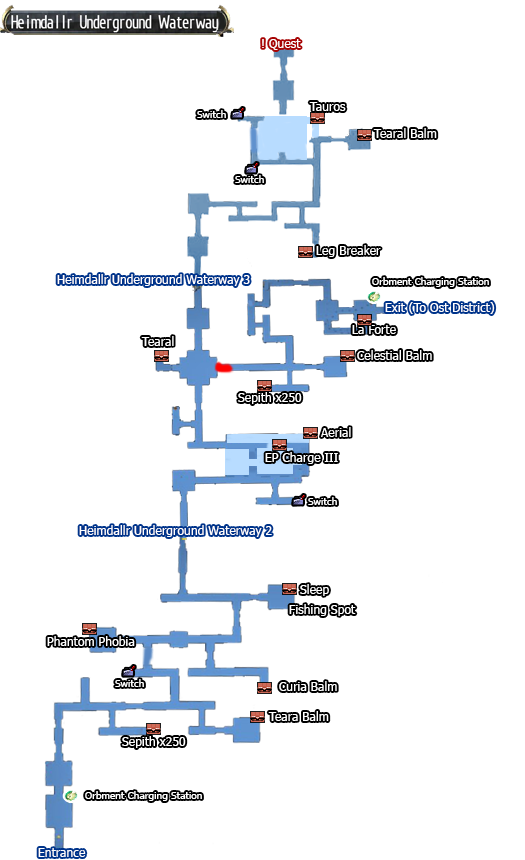 Heimdallr Underground Waterway
! Quest
Tauros
Switch
Tearal Balm
Switch
Leg Breaker
Heimdallr Underground Waterway 3
Orbment Charging Station
Exit (To Ost District)
La Forte
Tearal
Celestial Balm
Sepith x250
Aerial
EP Charge III
Switch
Heimdallr Underground Waterway 2
Sleep
Fishing Spot
Phantom Phobia
Switch
Curia Balm
Teara Balm
Sepith x250
Orbment Charging Station
Entrance